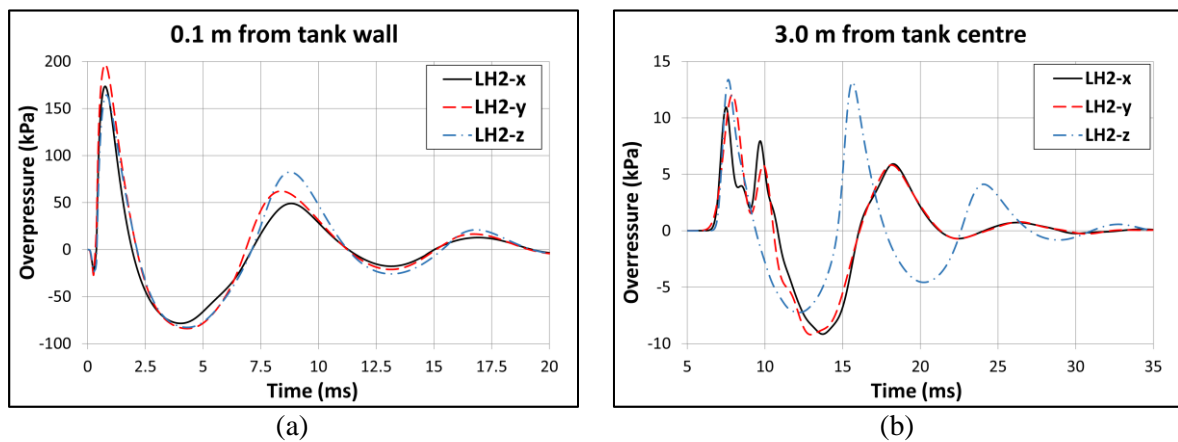 0.1 m from tank wall
200
150
100
50
0
-50
-100
Overpressure (kPa)
LH2-x
LH2-y
LH2-z
0 2.5 5 7.5 10 12.5 15 17.5 20
Time (ms)
(a)
3.0 m from tank centre
15
10
5
0
-5
-10
Overressure (kPa)
LH2-x
LH2-y
LH2-z
5 10 15 20 25 30 35
Time (ms)
(b)